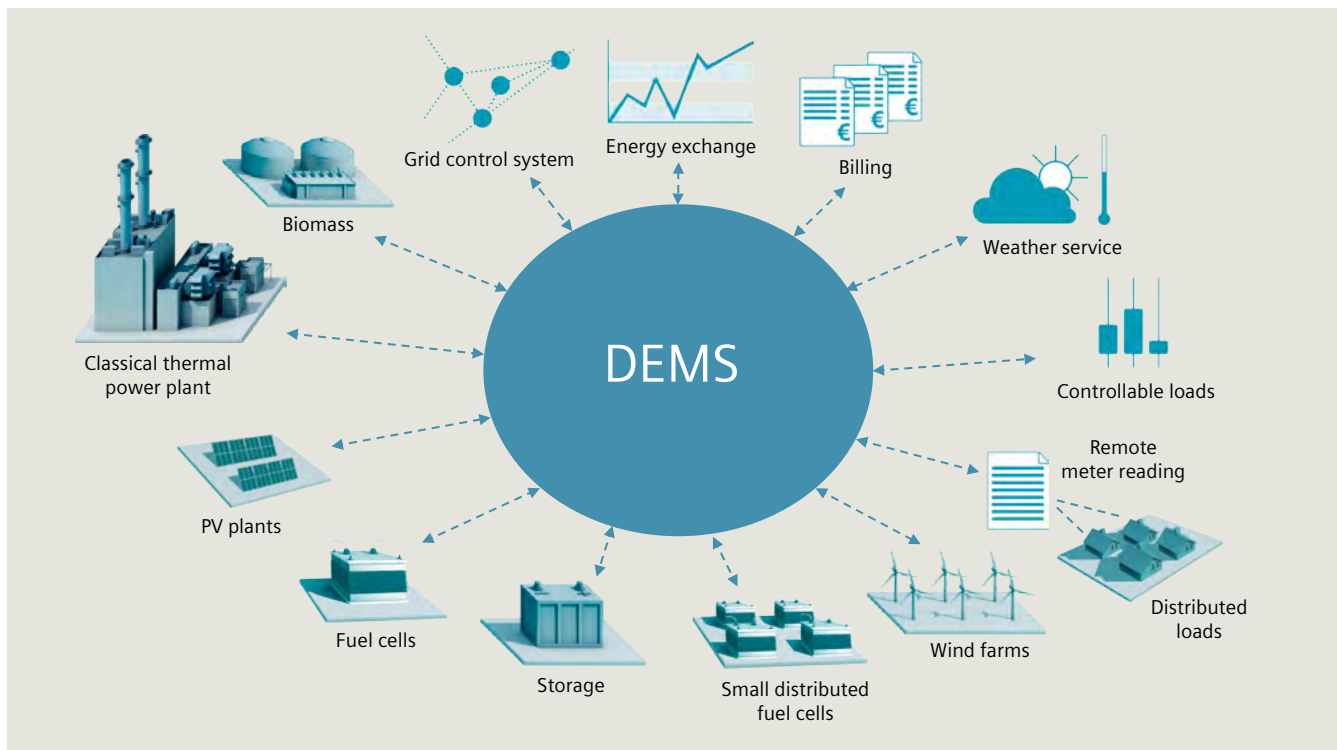 Grid control system
Energy exchange
Billing
Biomass
Weather service
DEMS
Classical thermal
power plant
Controllable loads
Remote
meter reading
PV plants
Distributed
loads
Fuel cells
Wind farms
Storage
Small distributed
fuel cells
€
€
€